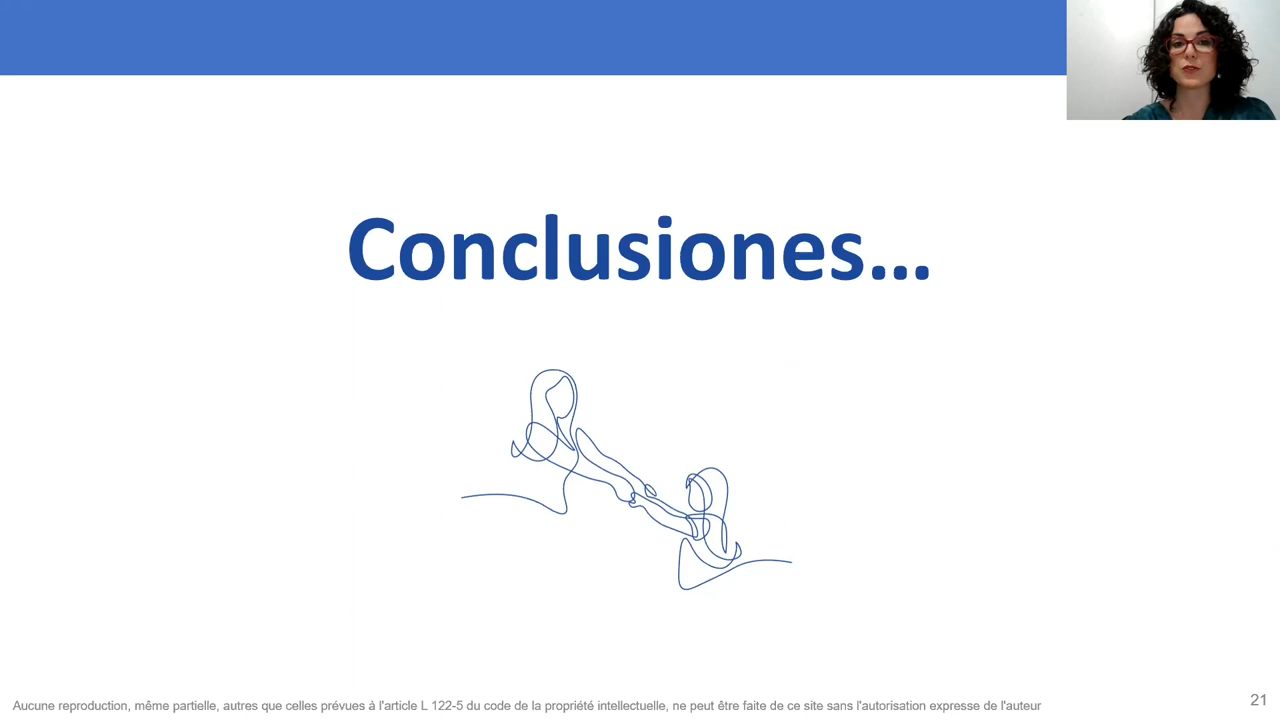 Conclusiones...
Aucune reproduction, même partielle, autres que celles prévues à l'article L 122-5 du code de la propriété intellectuelle, ne peut être faite de ce site sans l'autorisation expresse de l'auteur
21